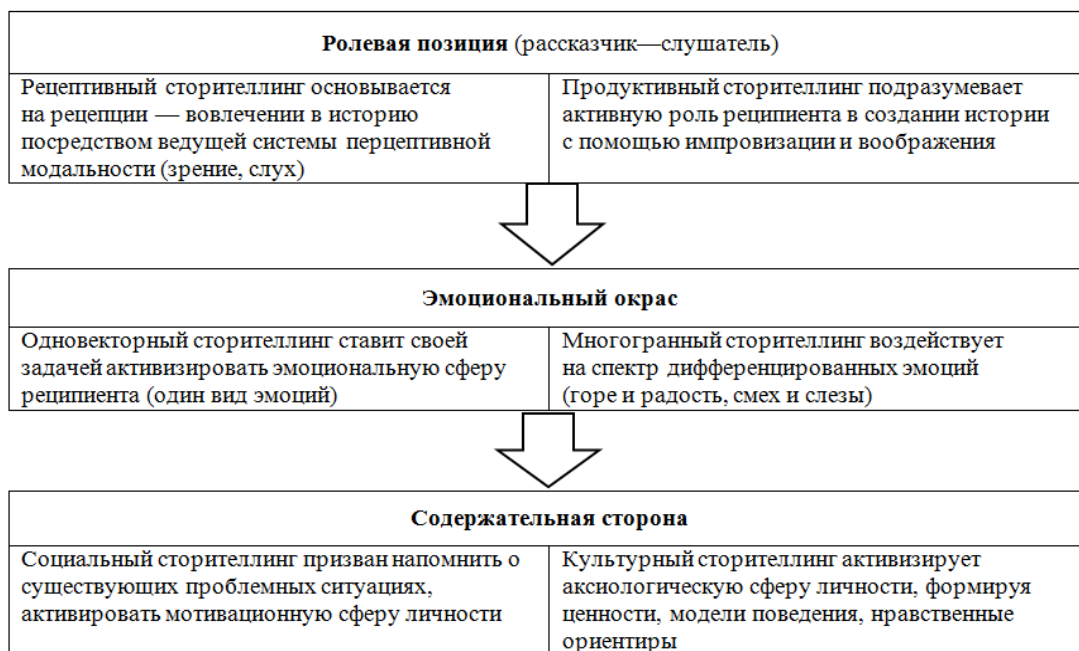 Ролевая позиция (рассказчик—слушатель)
Рецептивный сторителлинг основывается
на рецепции — вовлечении в историю
посредством ведущей системы перцептивной
модальности (зрение, слух)
Продуктивный сторителлинг подразумевает
активную роль реципиента в создании истории
с помощью импровизации и воображения
Эмоциональный окрас
Одновекторный сторителлинг ставит своей
задачей активизировать эмоциональную сферу
реципиента (один вид эмоций)
Многогранный сторителлинг воздействует
на спектр дифференцированных эмоций
(горе и радость, смех и слезы)
Содержательная сторона
Социальный сторителлинг призван напомнить о
существующих проблемных ситуациях,
активировать мотивационную сферу личности
Культурный сторителлинг активизирует
аксиологическую сферу личности, формируя
ценности, модели поведения, нравственные
ориентиры